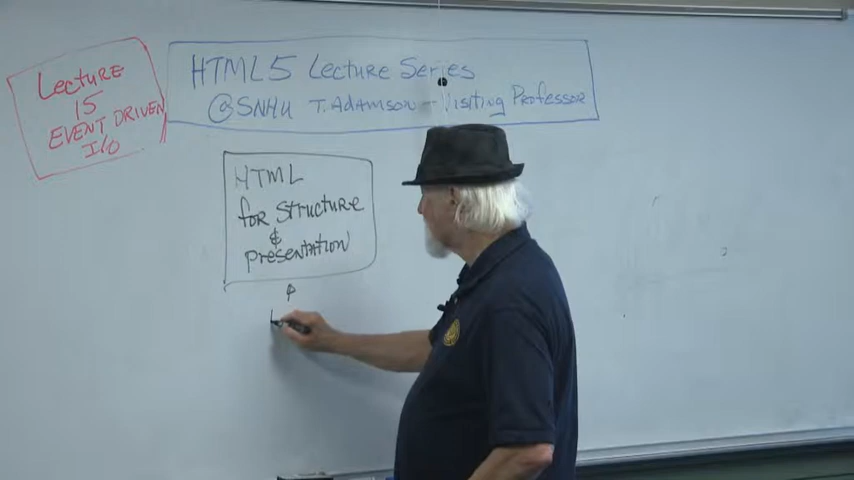 Lecture
15
EVENT DRIVEN
I/O
HTML5 Lecture Series
@SNHU T. ADAMSON - Visiting Professor
HTML
for Structure
&
Presentation
&